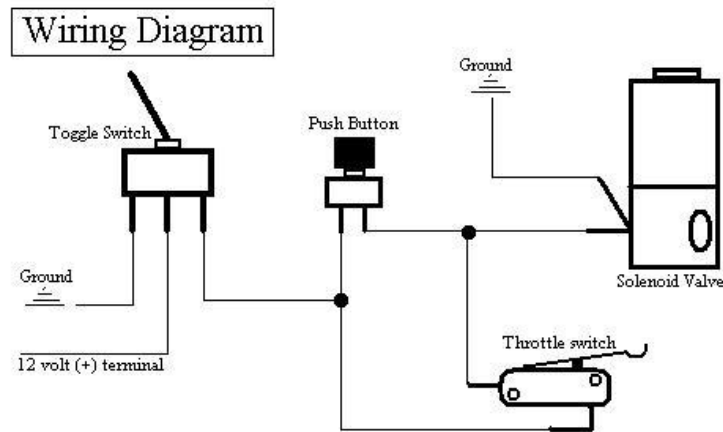 Wiring Diagram
Toggle Switch
Push Button
Ground
Ground
12 volt (+) terminal
Solenoid Valve
Throttle switch